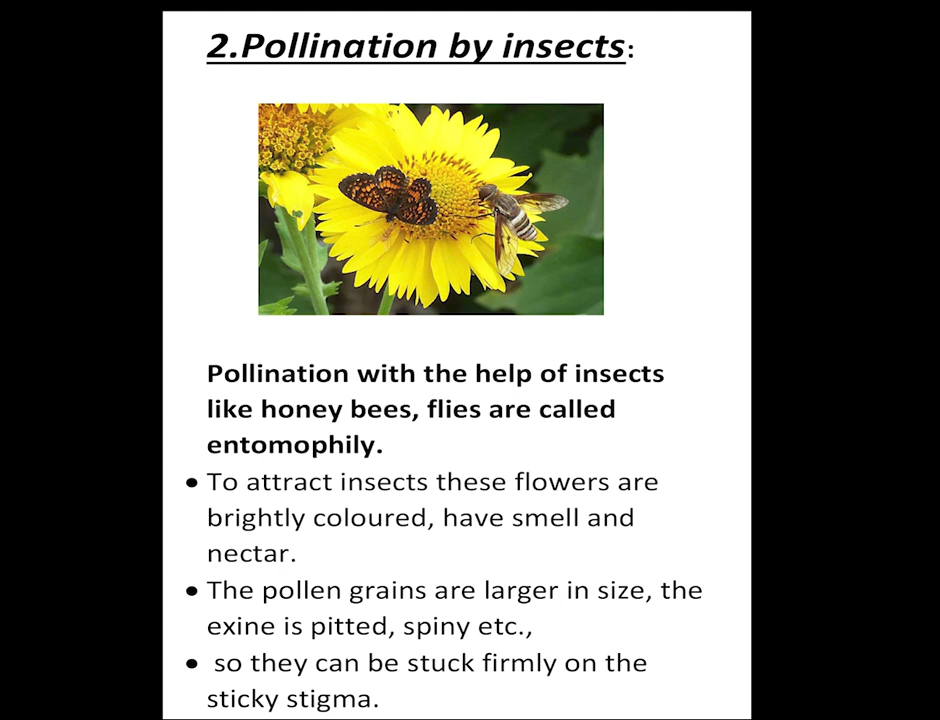 2.Pollination by insects:
Pollination with the help of insects
like honey bees, flies are called
entomophily.
• To attract insects these flowers are
brightly coloured, have smell and
nectar.
• The pollen grains are larger in size, the
exine is pitted, spiny etc.,
• so they can be stuck firmly on the
sticky stigma.